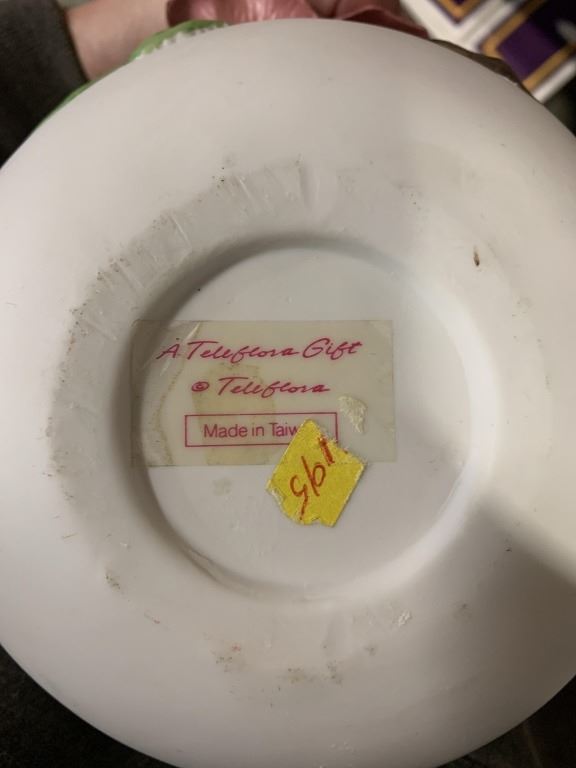 A Teleflora Gift
© Teleflora
Made in Taiw
195